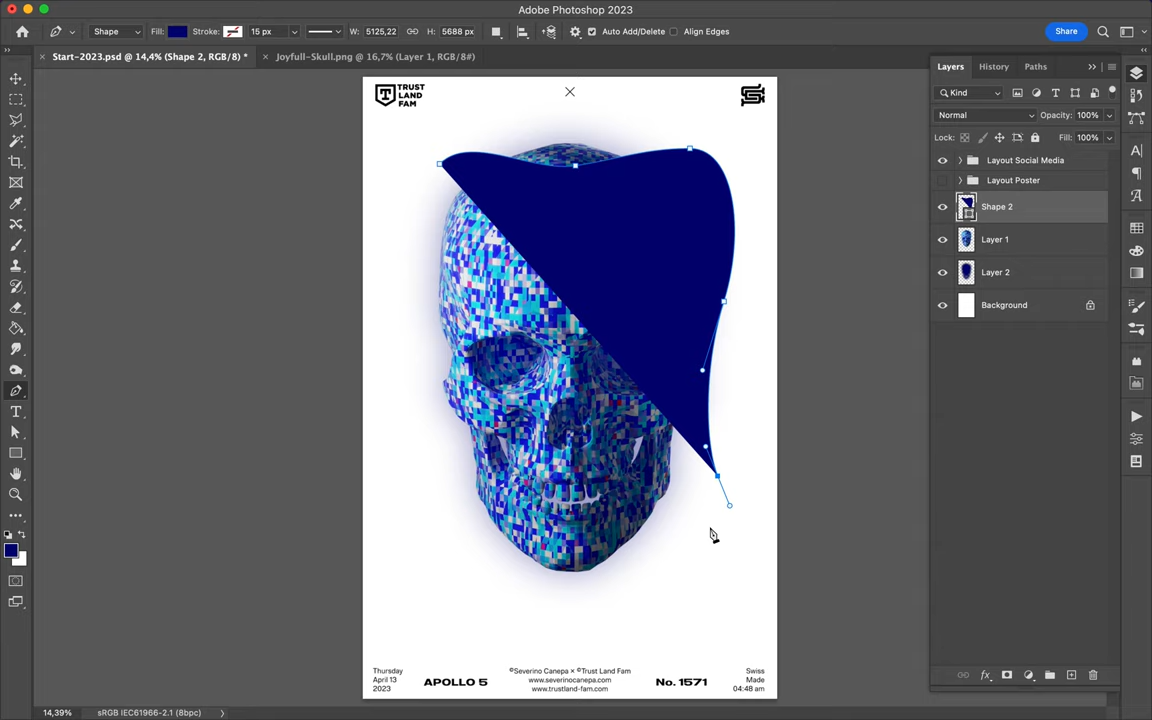 Adobe Photoshop 2023
Shape
Fill:
Stroke:
15 px
W: 5125,22
H: 5688 px
Auto Add/Delete
Align Edges
Share
Start-2023.psd @ 14,4% (Shape 2, RGB/8) *
Joyfull-Skull.png @ 16,7% (Layer 1, RGB/8#)
Layers
History
Paths
Kind
Normal
Opacity: 100%
Lock:
Fill: 100%
Layout Social Media
Layout Poster
Shape 2
Layer 1
Layer 2
Background
TRUST
LAND
FAM
Thursday
April 13
2023
APOLLO 5
©Severino Canepa × ©Trust Land Fam
www.severinocanepa.com
www.trustland-fam.com
No. 1571
Swiss
Made
04:48 am
14,39%
sRGB IEC61966-2.1 (8bpc)